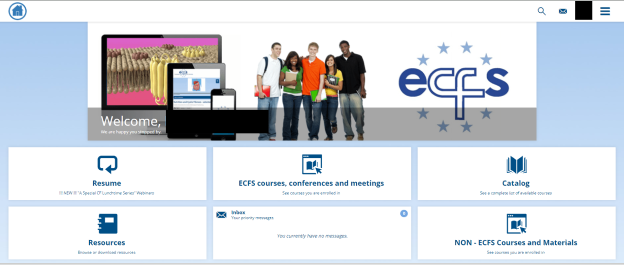 ecfs
Welcome,
We are happy you stopped by
Resume
!!! NEW !!! "A Special CF Lunchtime Series" Webinars
ECFS courses, conferences and meetings
See courses you are enrolled in
Catalog
See a complete list of available courses
Resources
Browse or download resources
Inbox
Your priority messages
0
You currently have no messages.
NON - ECFS Courses and Materials
See courses you are enrolled in